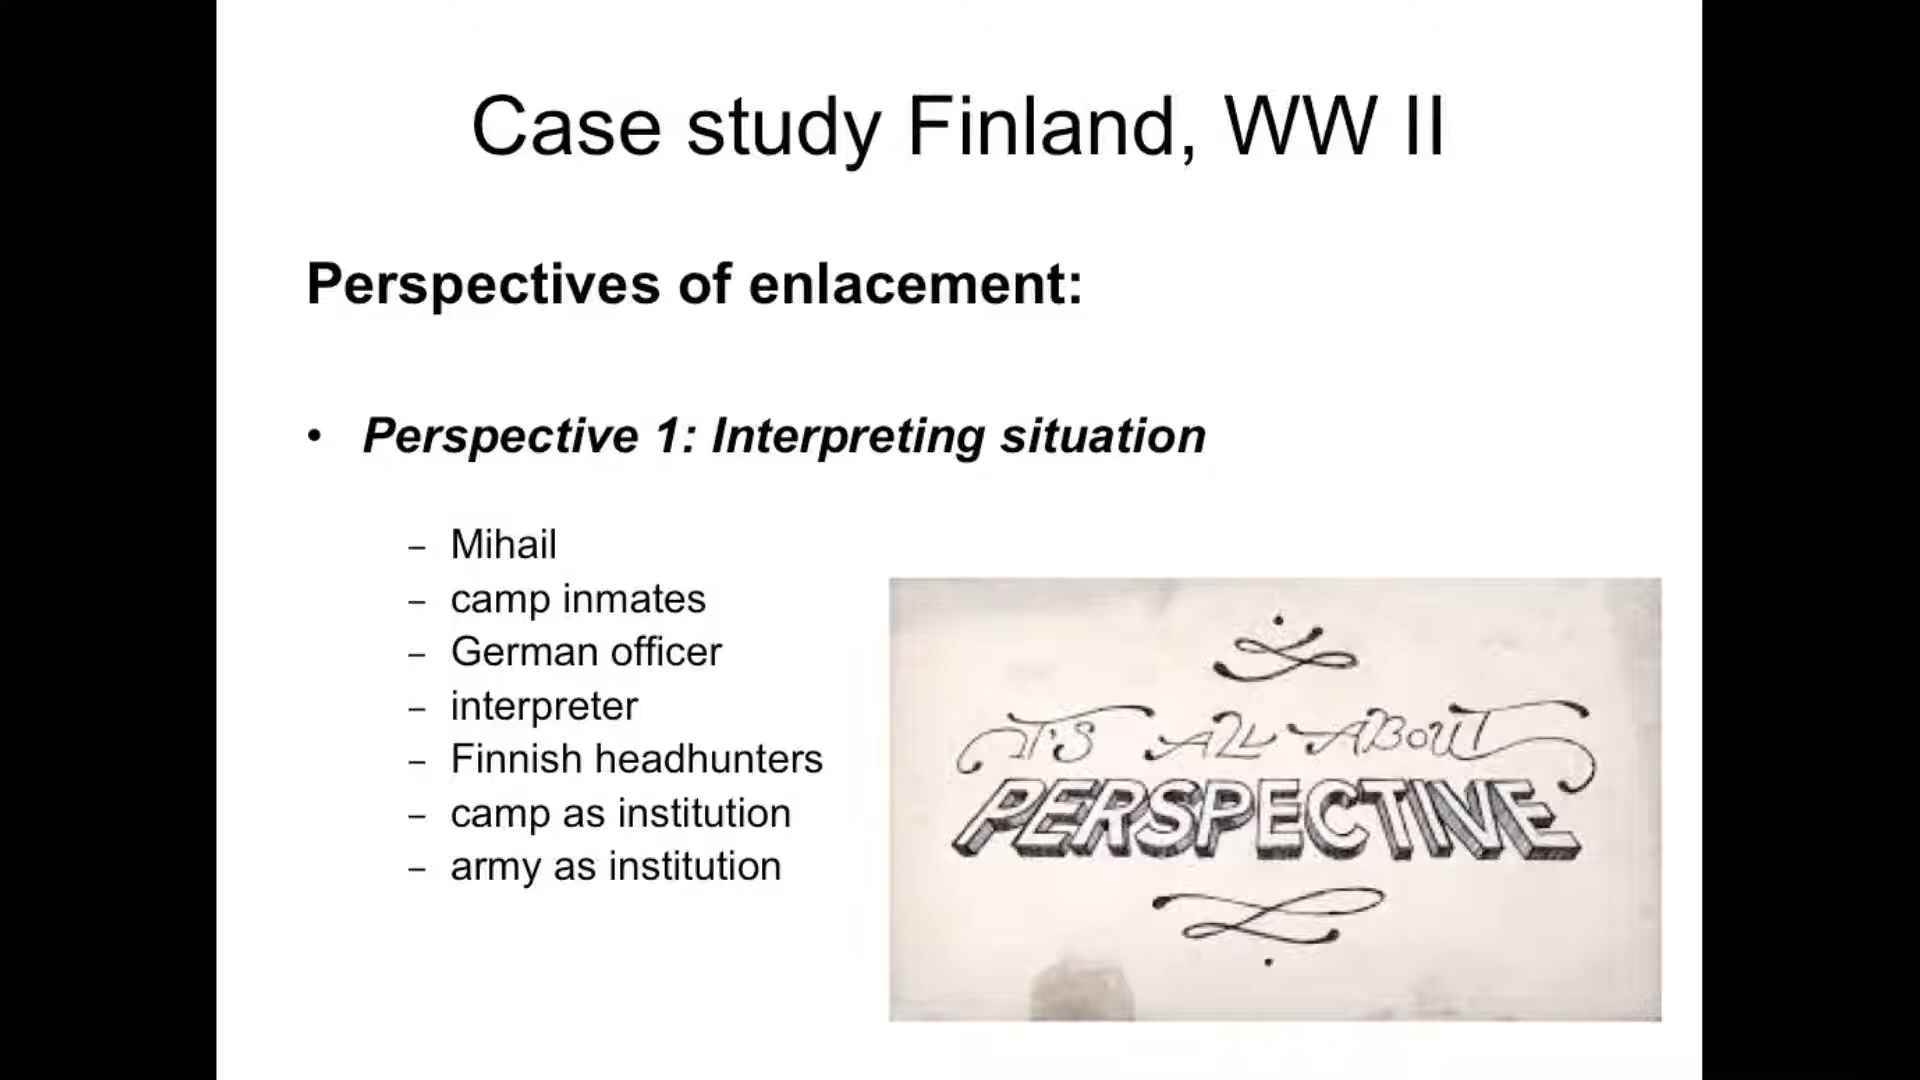 Case study Finland, WW II
Perspectives of enlacement:
• Perspective 1: Interpreting situation
– Mihail
– camp inmates
– German officer
– interpreter
– Finnish headhunters
– camp as institution
– army as institution
IT'S ALL ABOUT
PERSPECTIVE